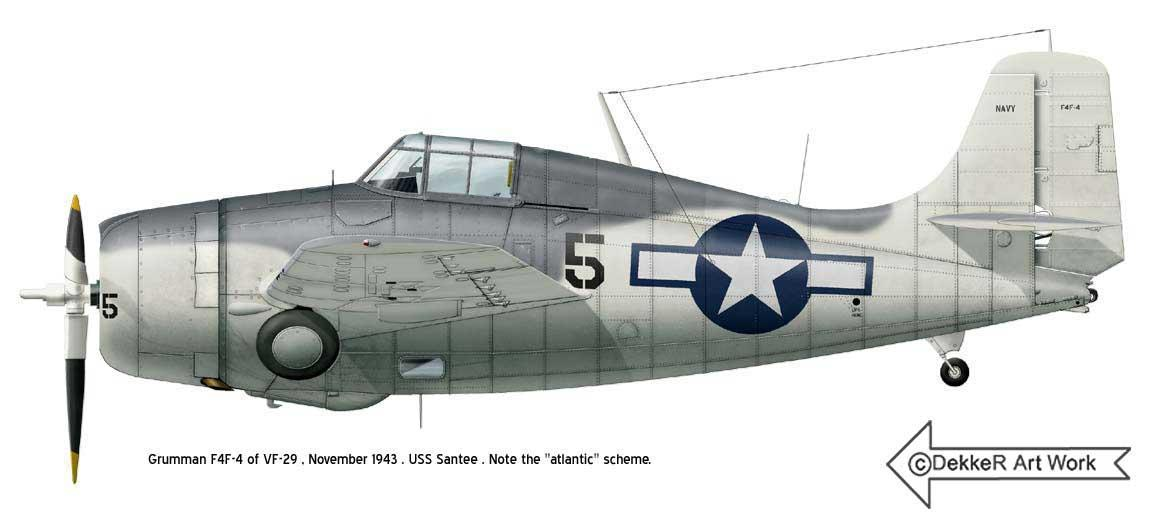 NAVY
F4F-4
5
5
Grumman F4F-4 of VF-29 . November 1943 . USS Santee . Note the "atlantic" scheme.
©DekkeR Art Work